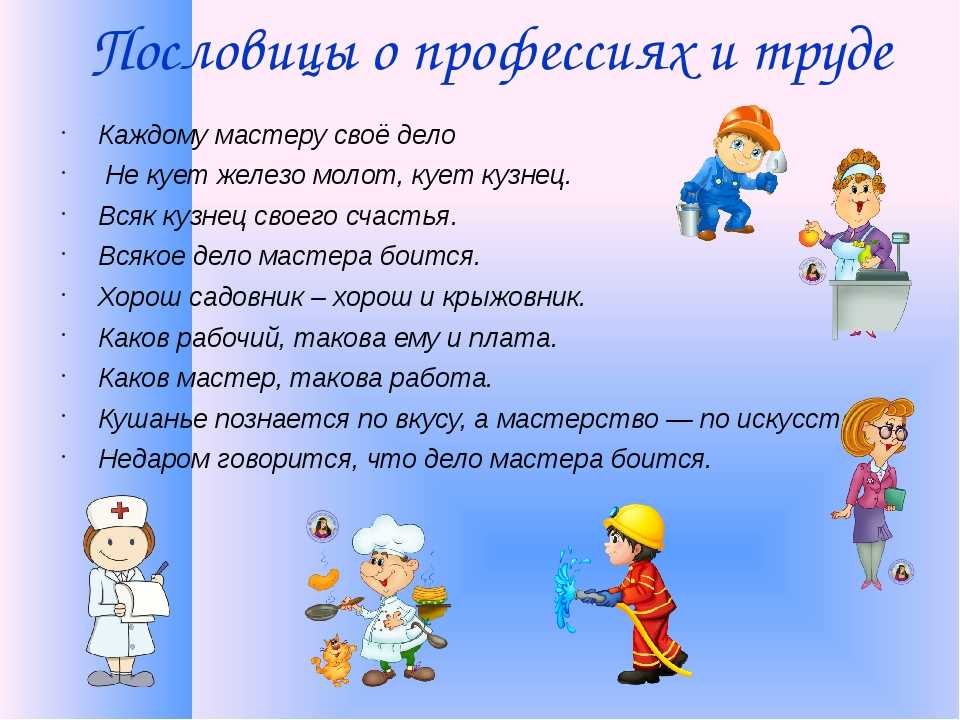 Пословицы о профессиях и труде
Каждому мастеру своё дело
Не кует железо молот, кует кузнец.
Всяк кузнец своего счастья.
Всякое дело мастера боится.
Хорош садовник – хорош и крыжовник.
Каков рабочий, такова ему и плата.
Каков мастер, такова работа.
Кушанье познается по вкусу, а мастерство — по
Недаром говорится, что дело мастера боится.